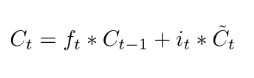 $C_t = f_t * C_{t-1} + i_t * \tilde{C}_t$